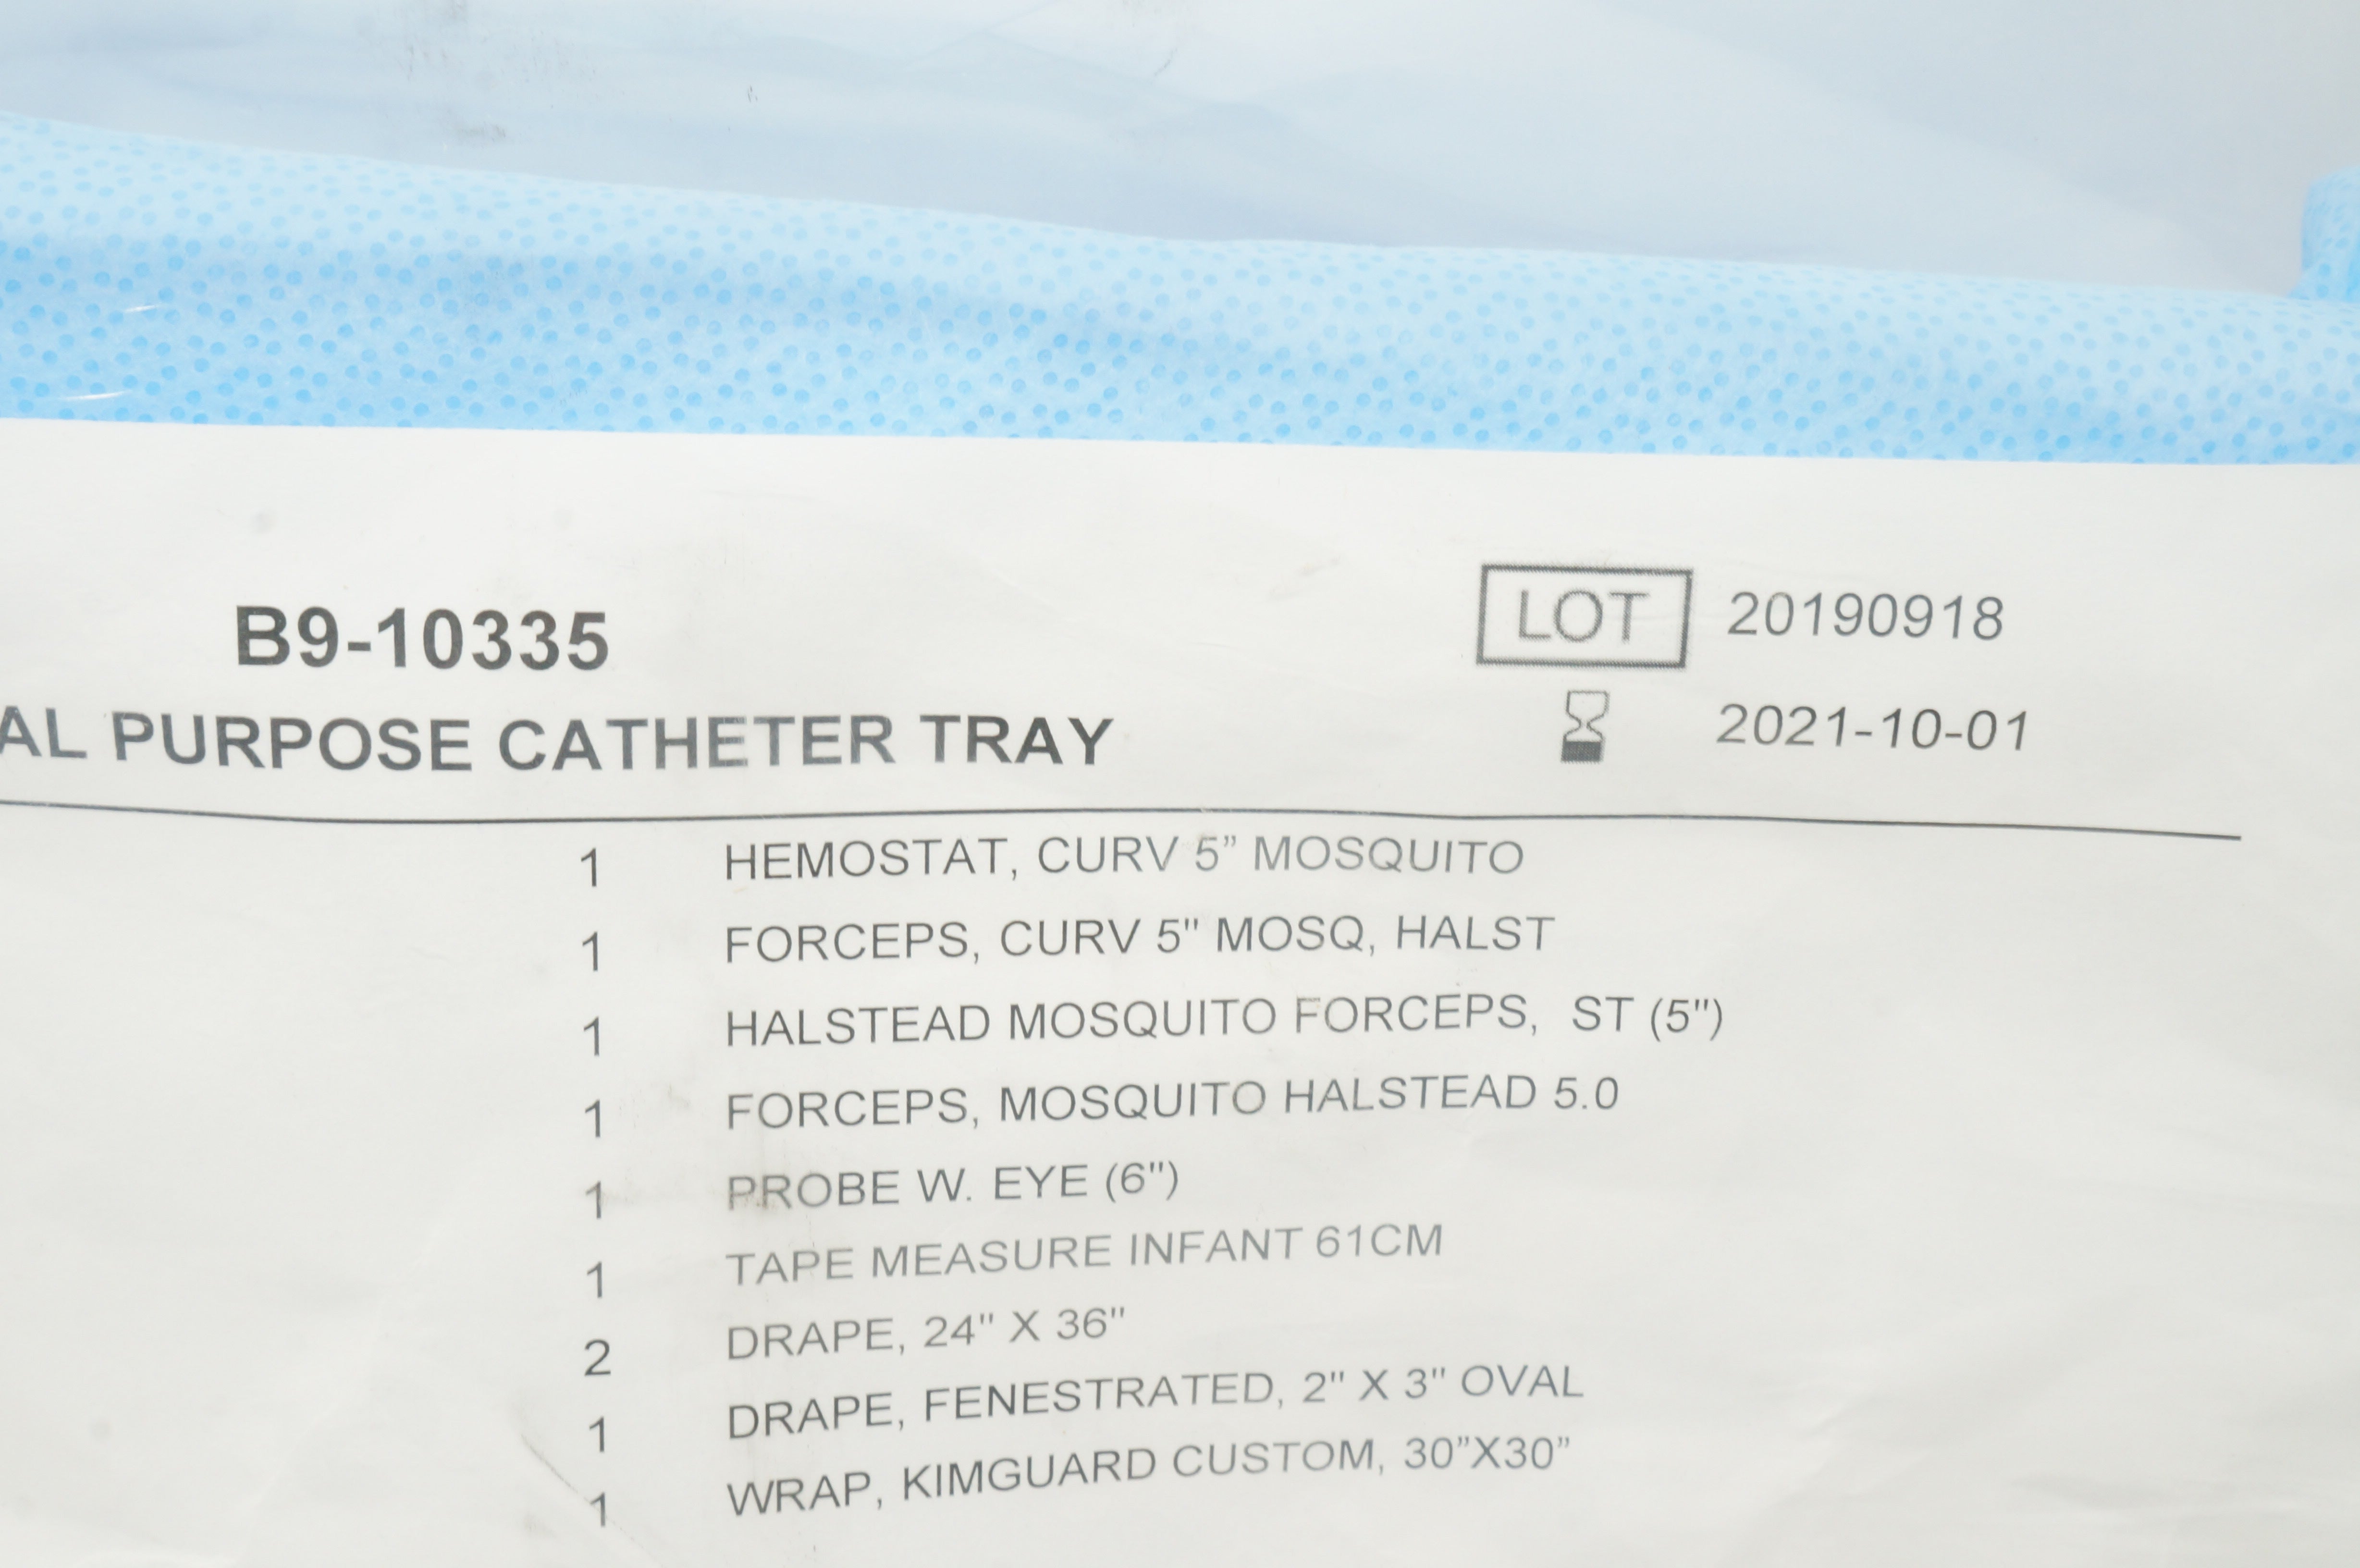 B9-10335
LOT 20190918
AL PURPOSE CATHETER TRAY
2021-10-01
1 HEMOSTAT, CURV 5” MOSQUITO
1 FORCEPS, CURV 5" MOSQ, HALST
1 HALSTEAD MOSQUITO FORCEPS, ST (5")
1 FORCEPS, MOSQUITO HALSTEAD 5.0
1 PROBE W. EYE (6")
1 TAPE MEASURE INFANT 61CM
2 DRAPE, 24" X 36"
1 DRAPE, FENESTRATED, 2" X 3" OVAL
1 WRAP, KIMGUARD CUSTOM, 30”X30”